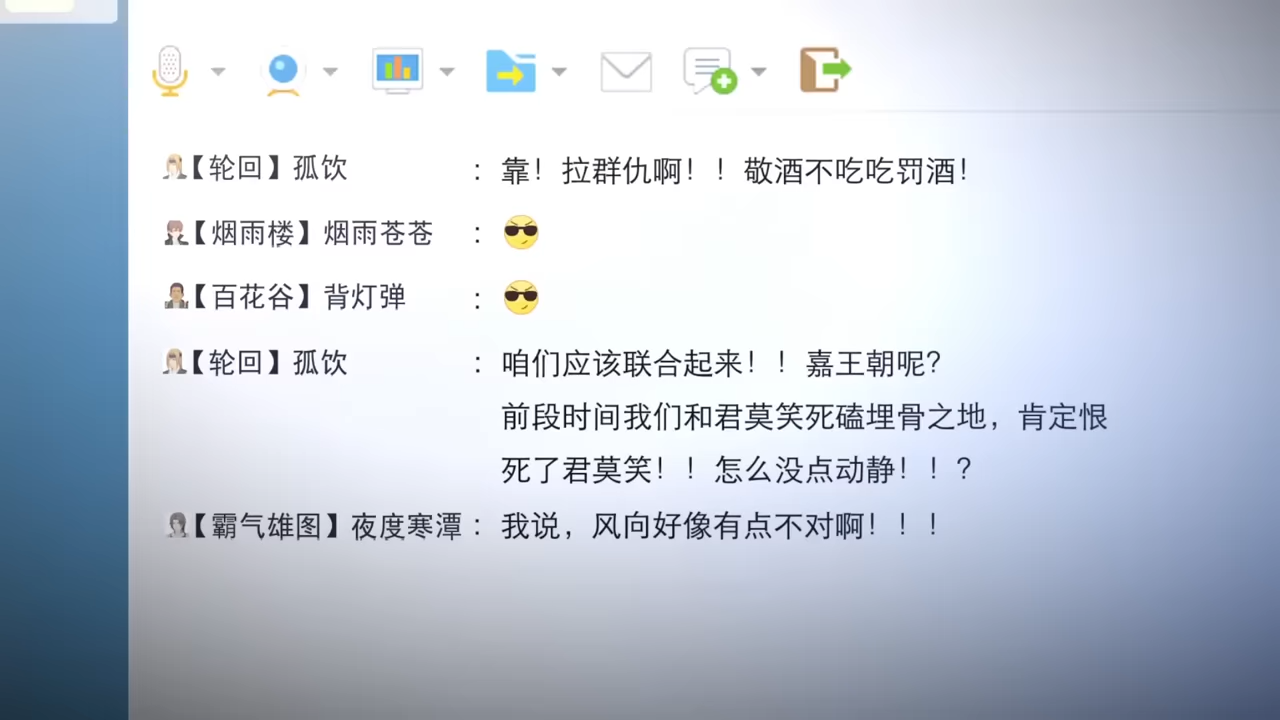 【轮回】孤饮 : 靠！拉群仇啊！！敬酒不吃吃罚酒！
【烟雨楼】烟雨苍苍 :
【百花谷】背灯弹 :
【轮回】孤饮 : 咱们应该联合起来！！嘉王朝呢？
前段时间我们和君莫笑死磕埋骨之地，肯定恨
死了君莫笑！！怎么没点动静！！？
【霸气雄图】夜度寒潭 : 我说，风向好像有点不对啊！！！